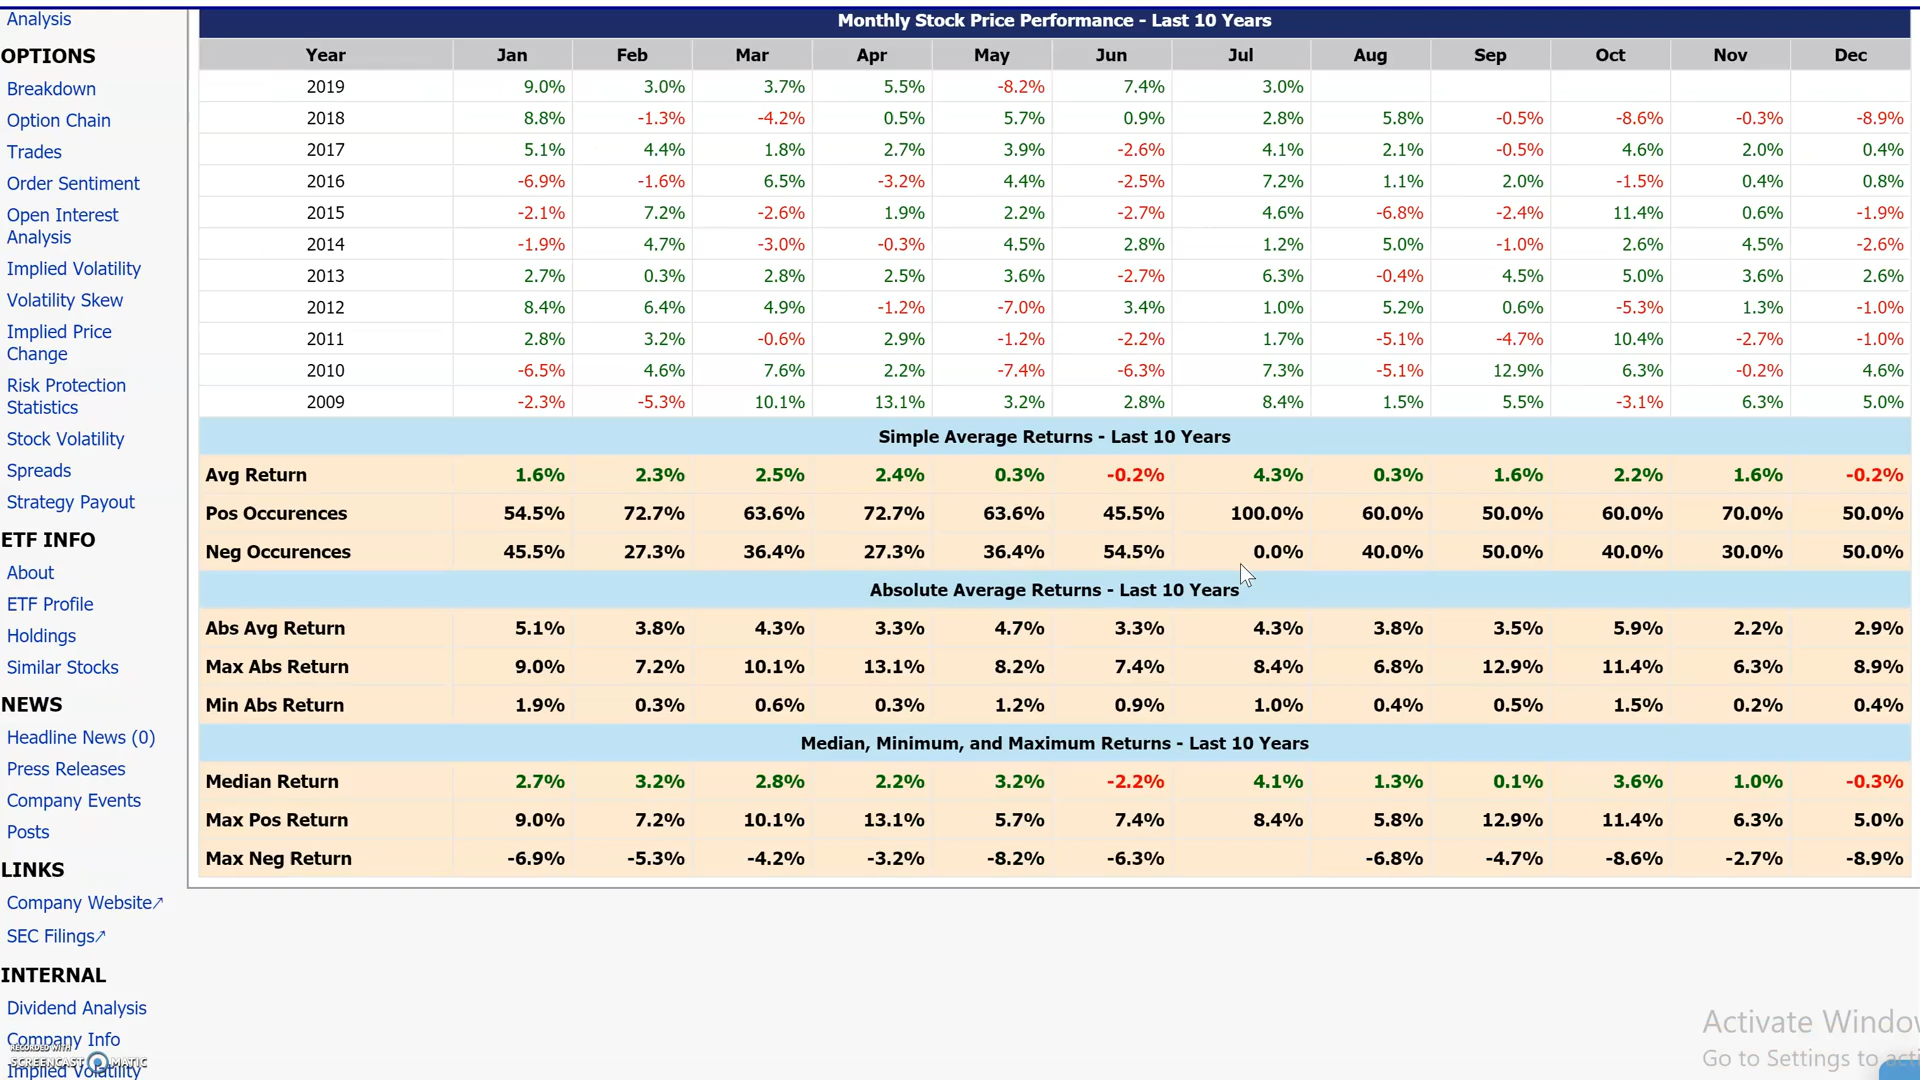 Analysis
OPTIONS
Breakdown
Option Chain
Trades
Order Sentiment
Open Interest
Analysis
Implied Volatility
Volatility Skew
Implied Price
Change
Risk Protection
Statistics
Stock Volatility
Spreads
Strategy Payout
ETF INFO
About
ETF Profile
Holdings
Similar Stocks
NEWS
Headline News (0)
Press Releases
Company Events
Posts
LINKS
Company Website↗
SEC Filings↗
INTERNAL
Dividend Analysis
Company Info
Implied Volatility
RECORDED WITH
SCREENCAST MATIC
Monthly Stock Price Performance - Last 10 Years
Year Jan Feb Mar Apr May Jun Jul Aug Sep Oct Nov Dec
2019 9.0% 3.0% 3.7% 5.5% -8.2% 7.4% 3.0%
2018 8.8% -1.3% -4.2% 0.5% 5.7% 0.9% 2.8% 5.8% -0.5% -8.6% -0.3% -8.9%
2017 5.1% 4.4% 1.8% 2.7% 3.9% -2.6% 4.1% 2.1% -0.5% 4.6% 2.0% 0.4%
2016 -6.9% -1.6% 6.5% -3.2% 4.4% -2.5% 7.2% 1.1% 2.0% -1.5% 0.4% 0.8%
2015 -2.1% 7.2% -2.6% 1.9% 2.2% -2.7% 4.6% -6.8% -2.4% 11.4% 0.6% -1.9%
2014 -1.9% 4.7% -3.0% -0.3% 4.5% 2.8% 1.2% 5.0% -1.0% 2.6% 4.5% -2.6%
2013 2.7% 0.3% 2.8% 2.5% 3.6% -2.7% 6.3% -0.4% 4.5% 5.0% 3.6% 2.6%
2012 8.4% 6.4% 4.9% -1.2% -7.0% 3.4% 1.0% 5.2% 0.6% -5.3% 1.3% -1.0%
2011 2.8% 3.2% -0.6% 2.9% -1.2% -2.2% 1.7% -5.1% -4.7% 10.4% -2.7% -1.0%
2010 -6.5% 4.6% 7.6% 2.2% -7.4% -6.3% 7.3% -5.1% 12.9% 6.3% -0.2% 4.6%
2009 -2.3% -5.3% 10.1% 13.1% 3.2% 2.8% 8.4% 1.5% 5.5% -3.1% 6.3% 5.0%
Simple Average Returns - Last 10 Years
Avg Return 1.6% 2.3% 2.5% 2.4% 0.3% -0.2% 4.3% 0.3% 1.6% 2.2% 1.6% -0.2%
Pos Occurences 54.5% 72.7% 63.6% 72.7% 63.6% 45.5% 100.0% 60.0% 50.0% 60.0% 70.0% 50.0%
Neg Occurences 45.5% 27.3% 36.4% 27.3% 36.4% 54.5% 0.0% 40.0% 50.0% 40.0% 30.0% 50.0%
Absolute Average Returns - Last 10 Years
Abs Avg Return 5.1% 3.8% 4.3% 3.3% 4.7% 3.3% 4.3% 3.8% 3.5% 5.9% 2.2% 2.9%
Max Abs Return 9.0% 7.2% 10.1% 13.1% 8.2% 7.4% 8.4% 6.8% 12.9% 11.4% 6.3% 8.9%
Min Abs Return 1.9% 0.3% 0.6% 0.3% 1.2% 0.9% 1.0% 0.4% 0.5% 1.5% 0.2% 0.4%
Median, Minimum, and Maximum Returns - Last 10 Years
Median Return 2.7% 3.2% 2.8% 2.2% 3.2% -2.2% 4.1% 1.3% 0.1% 3.6% 1.0% -0.3%
Max Pos Return 9.0% 7.2% 10.1% 13.1% 5.7% 7.4% 8.4% 5.8% 12.9% 11.4% 6.3% 5.0%
Max Neg Return -6.9% -5.3% -4.2% -3.2% -8.2% -6.3% -6.8% -4.7% -8.6% -2.7% -8.9%
Activate Window
Go to Settings to acti